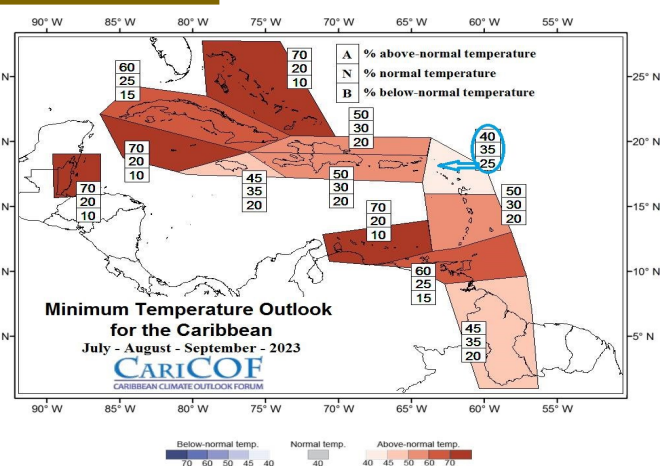 90° W 85° W 80° W 75° W 70° W 65° W 60° W 55° W
A % above-normal temperature
N % normal temperature
B % below-normal temperature
70
20
10
60
25
15
N
25° N
50
30
20
40
35
25
N
20° N
70
20
10
45
35
20
50
30
20
70
20
10
50
30
20
70
20
10
N
15° N
N
10° N
60
25
15
Minimum Temperature Outlook
for the Caribbean
July - August - September - 2023
CARICOF
CARIBBEAN CLIMATE OUTLOOK FORUM
45
35
20
N
5° N
90° W 85° W 80° W 75° W 70° W 65° W 60° W 55° W
Below-normal temp. Normal temp. Above-normal temp.
70 60 50 45 40 40 40 45 50 60 70